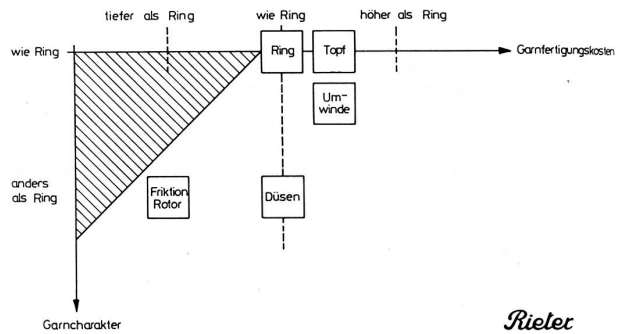 tiefer als Ring wie Ring höher als Ring
wie Ring Ring Topf Garnfertigungskosten
Um-
winde
anders
als Ring
Friktion
Rotor
Düsen
Garncharakter
Rieter